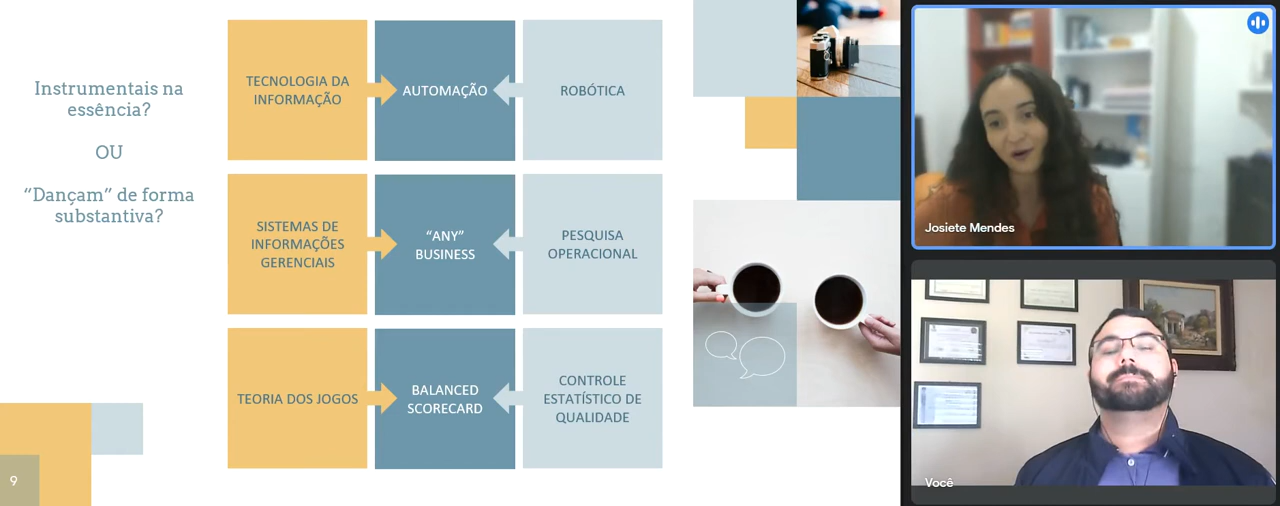 Instrumentais na
essência?
OU
“Dançam” de forma
substantiva?
TECNOLOGIA DA
INFORMAÇÃO
AUTOMAÇÃO
ROBÓTICA
SISTEMAS DE
INFORMAÇÕES
GERENCIAIS
“ANY”
BUSINESS
PESQUISA
OPERACIONAL
TEORIA DOS JOGOS
BALANCED
SCORECARD
CONTROLE
ESTATÍSTICO DE
QUALIDADE
9
Josiete Mendes
Você